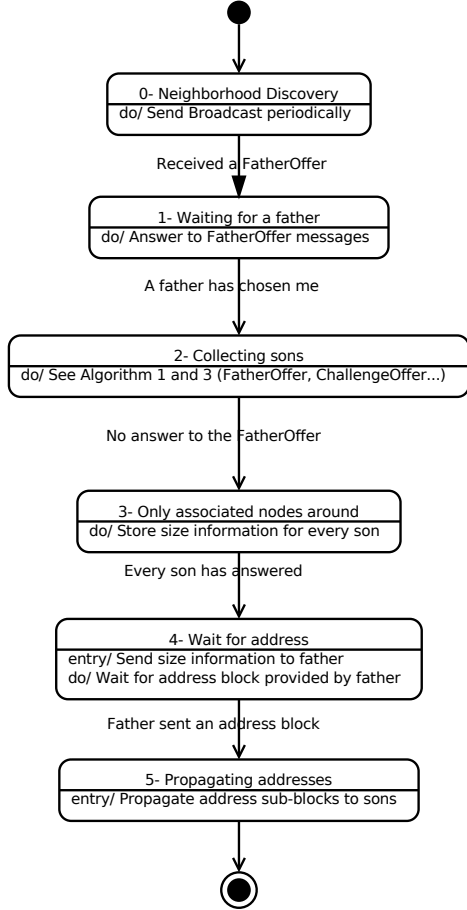 0- Neighborhood Discovery
do/ Send Broadcast periodically
Received a FatherOffer
1- Waiting for a father
do/ Answer to FatherOffer messages
A father has chosen me
2- Collecting sons
do/ See Algorithm 1 and 3 (FatherOffer, ChallengeOffer...)
No answer to the FatherOffer
3- Only associated nodes around
do/ Store size information for every son
Every son has answered
4- Wait for address
entry/ Send size information to father
do/ Wait for address block provided by father
Father sent an address block
5- Propagating addresses
entry/ Propagate address sub-blocks to sons